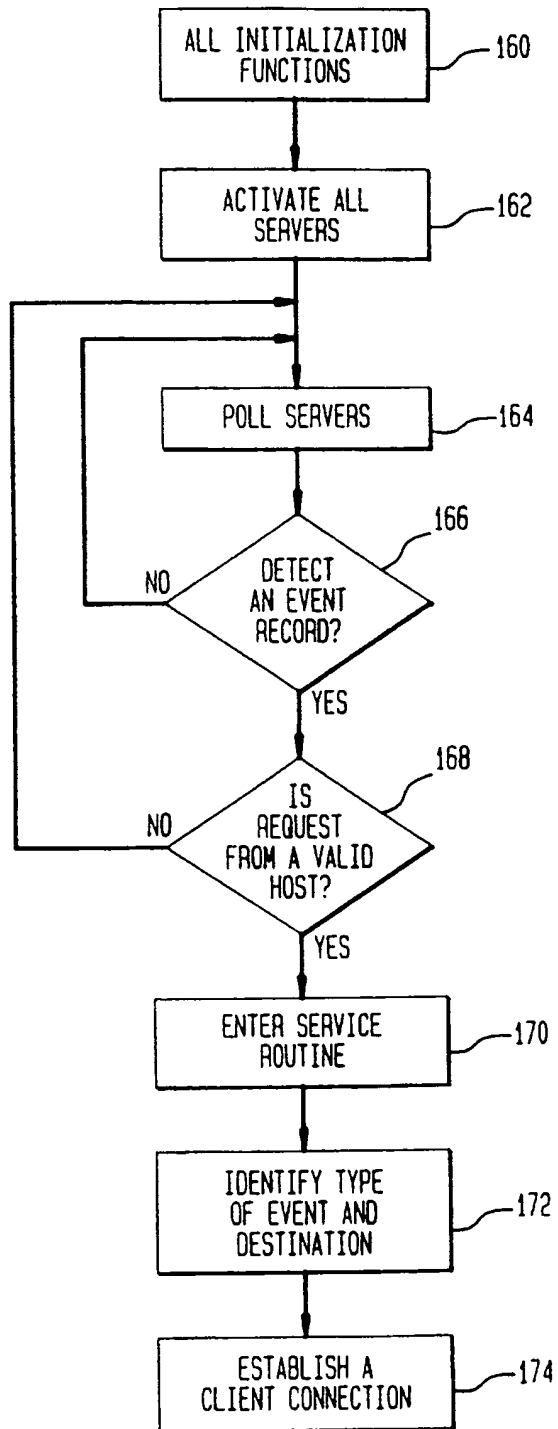 ALL INITIALIZATION
FUNCTIONS
160
ACTIVATE ALL
SERVERS
162
POLL SERVERS
164
166
DETECT
AN EVENT
RECORD?
NO
YES
168
IS
REQUEST
FROM A VALID
HOST?
NO
YES
ENTER SERVICE
ROUTINE
170
IDENTIFY TYPE
OF EVENT AND
DESTINATION
172
ESTABLISH A
CLIENT CONNECTION
174